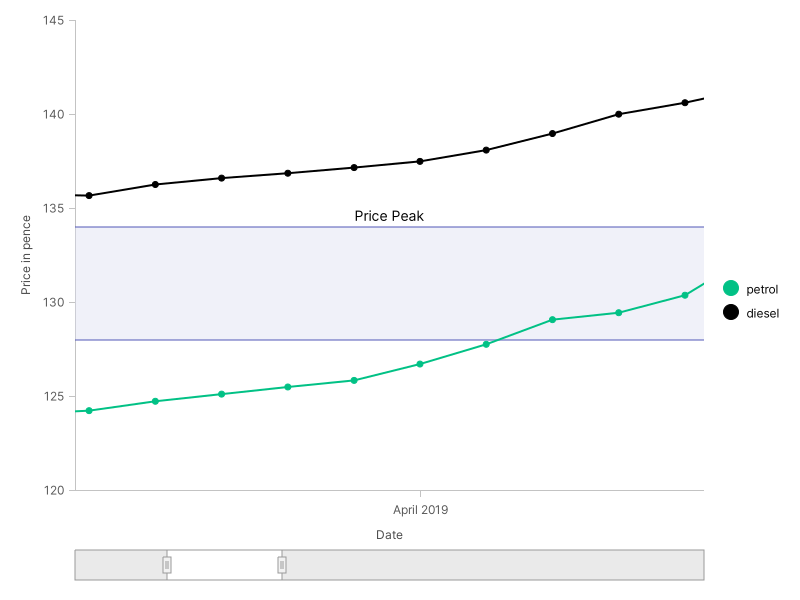 145
140
135
130
125
120
Price in pence
Price Peak
April 2019
Date
petrol
diesel